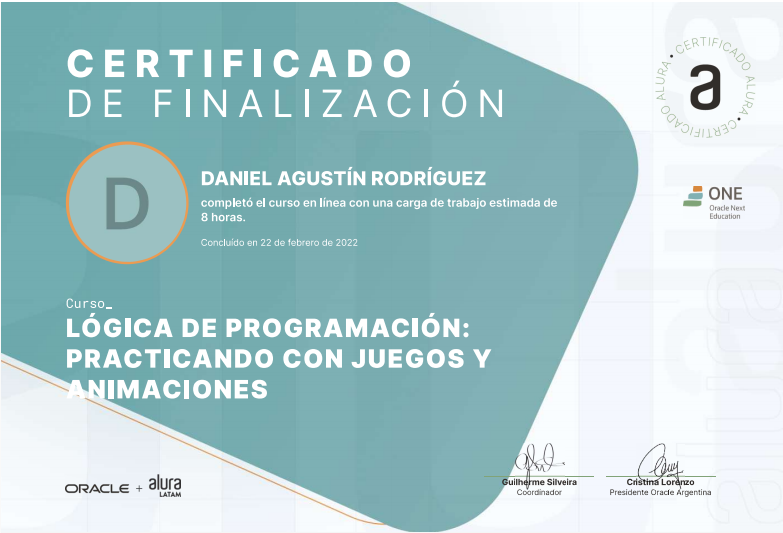 CERTIFICADO
DE FINALIZACIÓN
CERTIFICADO ALURA • CERTIFICADO ALURA •
a
D
DANIEL AGUSTÍN RODRÍGUEZ
completó el curso en línea con una carga de trabajo estimada de
8 horas.
Concluído en 22 de febrero de 2022
ONE
Oracle Next
Education
Curso_
LÓGICA DE PROGRAMACIÓN:
PRACTICANDO CON JUEGOS Y
ANIMACIONES
ORACLE + alura
LATAM
Guilherme Silveira
Coordinador
Cristina Lorenzo
Presidente Oracle Argentina